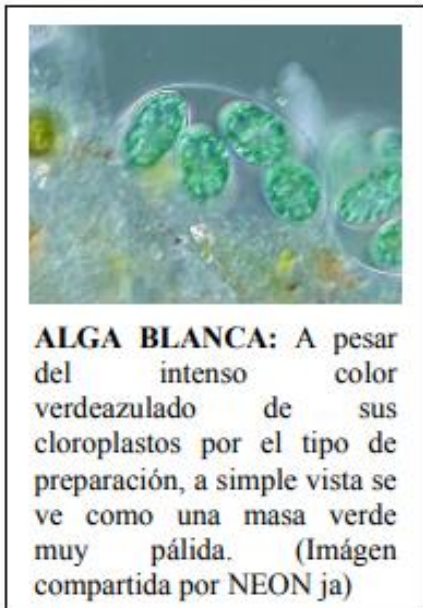 ALGA BLANCA: A pesar
del intenso color
verdeazulado de sus
cloroplastos por el tipo de
preparación, a simple vista se
ve como una masa verde
muy pálida. (Imágen
compartida por NEON ja)